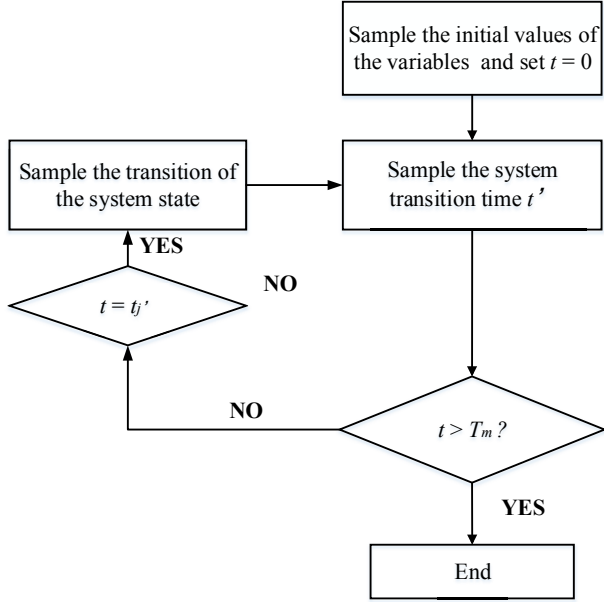 Sample the initial values of
the variables and set t = 0
Sample the transition of
the system state
Sample the system
transition time t'
YES
NO
t = tj'
NO
t > Tm ?
YES
End